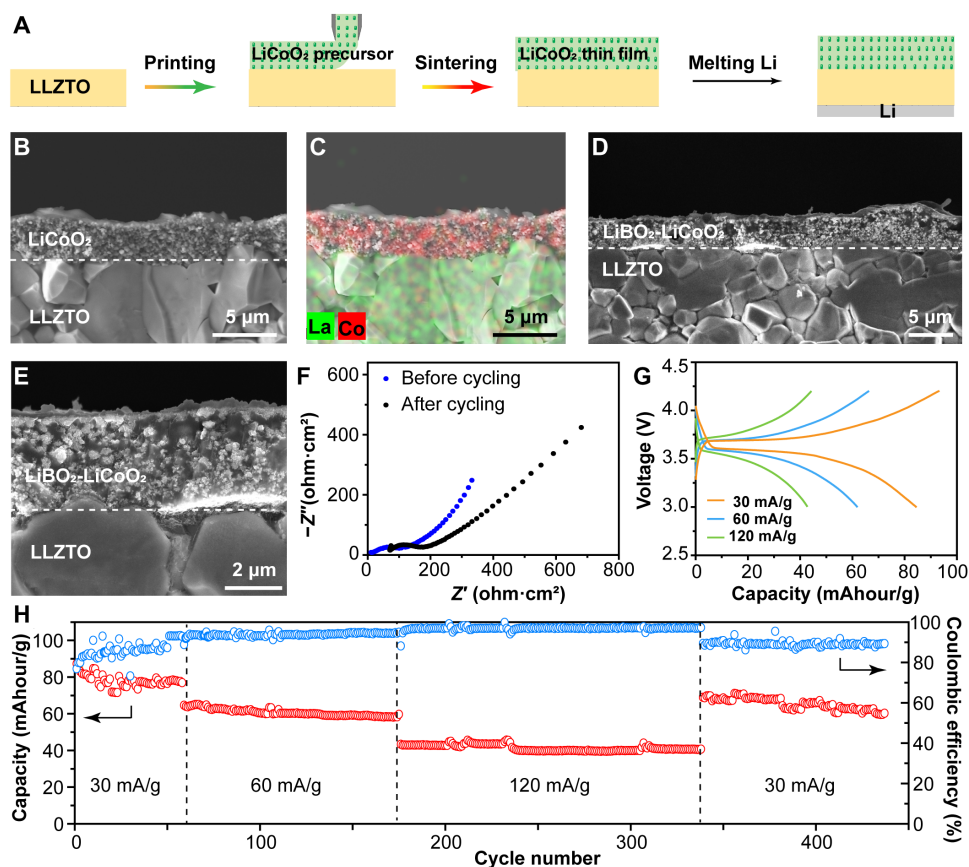 A
LLZTO
Printing
LiCoO₂ precursor
Sintering
LiCoO₂ thin film
Melting Li
Li
B
LiCoO₂
LLZTO
5 µm
C
La Co
5 µm
D
LiBO₂-LiCoO₂
LLZTO
5 µm
E
LiBO₂-LiCoO₂
LLZTO
2 µm
F
−Z″(ohm·cm²)
600
400
200
0
0 200 400 600 800
Z′ (ohm·cm²)
Before cycling
After cycling
G
Voltage (V)
4.5
4.0
3.5
3.0
2.5
0 20 40 60 80 100
Capacity (mAhour/g)
30 mA/g
60 mA/g
120 mA/g
H
Capacity (mAhour/g)
100
80
60
40
20
0
30 mA/g
60 mA/g
120 mA/g
30 mA/g
0 100 200 300 400
Cycle number
100
80
60
40
20
0
Coulombic efficiency (%)